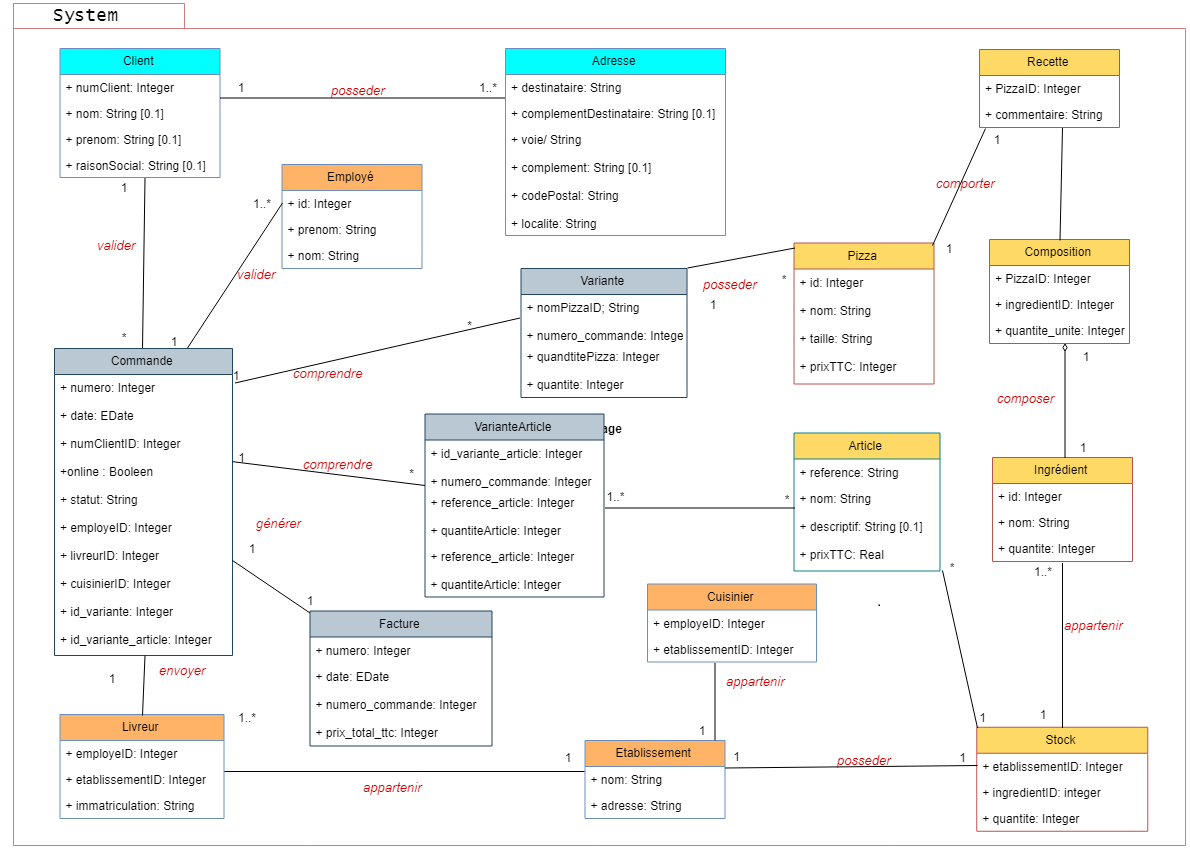 System
Client
+ numClient: Integer
+ nom: String [0.1]
+ prenom: String [0.1]
+ raisonSocial: String [0.1]
1
posseder
1..*
Adresse
+ destinataire: String
+ complementDestinataire: String [0.1]
+ voie/ String
+ complement: String [0.1]
+ codePostal: String
+ localite: String
Recette
+ PizzaID: Integer
+ commentaire: String
1
comporter
1
1
valider
*
Employé
+ id: Integer
+ prenom: String
+ nom: String
1..*
valider
1
Variante
+ nomPizzaID; String
+ numero_commande: Intege
+ quandtitePizza: Integer
+ quantite: Integer
posseder
1
*
Pizza
+ id: Integer
+ nom: String
+ taille: String
+ prixTTC: Integer
Composition
+ PizzaID: Integer
+ ingredientID: Integer
+ quantite_unite: Integer
1
composer
1
Commande
+ numero: Integer
+ date: EDate
+ numClientID: Integer
+online : Booleen
+ statut: String
+ employeID: Integer
+ livreurID: Integer
+ cuisinierID: Integer
+ id_variante: Integer
+ id_variante_article: Integer
1
comprendre
*
1
comprendre
*
VarianteArticle
+ id_variante_article: Integer
+ numero_commande: Integer
+ reference_article: Integer
+ quantiteArticle: Integer
+ reference_article: Integer
+ quantiteArticle: Integer
age
1..*
*
Article
+ reference: String
+ nom: String
+ descriptif: String [0.1]
+ prixTTC: Real
*
Ingrédient
+ id: Integer
+ nom: String
+ quantite: Integer
1..*
appartenir
1
1
générer
1
1
Facture
+ numero: Integer
+ date: EDate
+ numero_commande: Integer
+ prix_total_ttc: Integer
Cuisinier
+ employeID: Integer
+ etablissementID: Integer
.
appartenir
1
1
envoyer
1..*
Livreur
+ employeID: Integer
+ etablissementID: Integer
+ immatriculation: String
appartenir
1
Etablissement
+ nom: String
+ adresse: String
1
posseder
1
Stock
+ etablissementID: Integer
+ ingredientID: integer
+ quantite: Integer